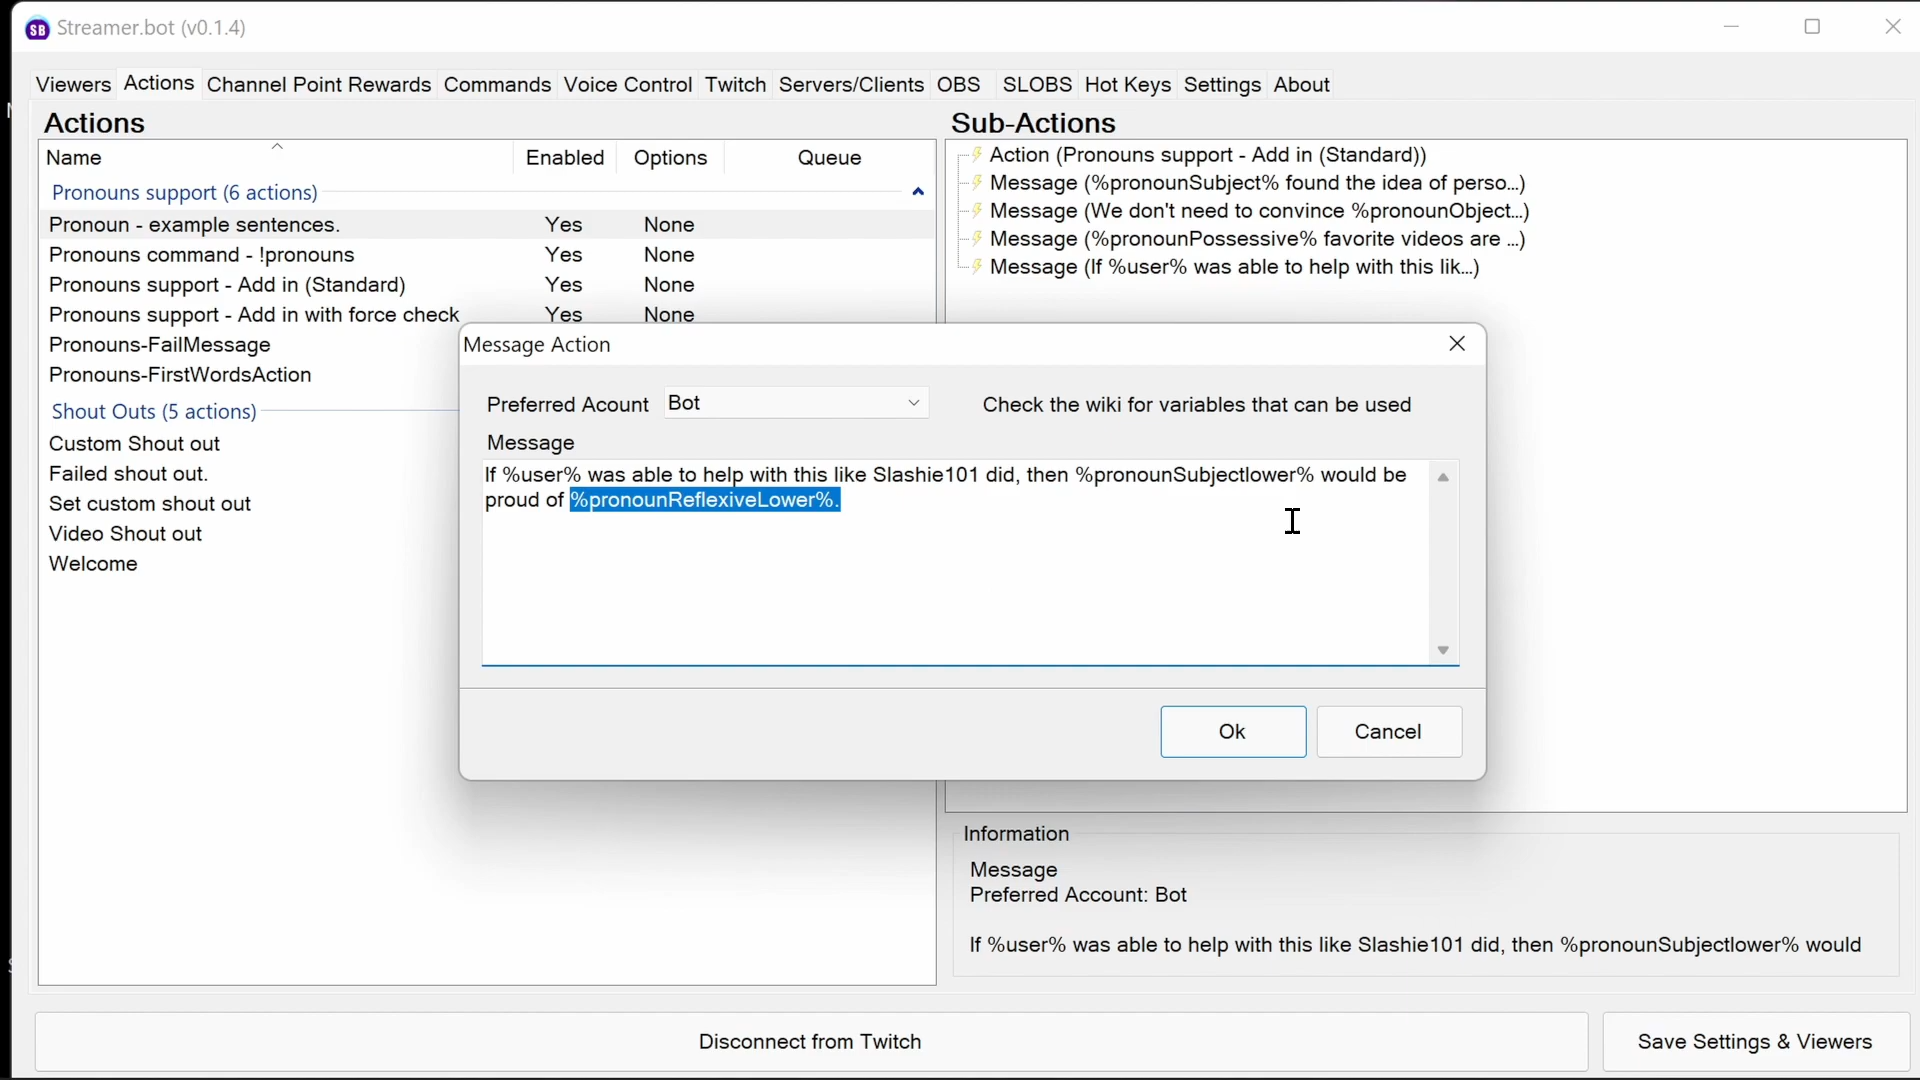 SB Streamer.bot (v0.1.4)
Viewers Actions Channel Point Rewards Commands Voice Control Twitch Servers/Clients OBS SLOBS Hot Keys Settings About
Actions
Name Enabled Options Queue
Pronouns support (6 actions)
Pronoun - example sentences. Yes None
Pronouns command - !pronouns Yes None
Pronouns support - Add in (Standard) Yes None
Pronouns support - Add in with force check Yes None
Pronouns-FailMessage
Pronouns-FirstWordsAction
Shout Outs (5 actions)
Custom Shout out
Failed shout out.
Set custom shout out
Video Shout out
Welcome
Sub-Actions
Action (Pronouns support - Add in (Standard))
Message (%pronounSubject% found the idea of perso...)
Message (We don't need to convince %pronounObject...)
Message (%pronounPossessive% favorite videos are ...)
Message (If %user% was able to help with this lik...)
Message Action
Preferred Acount Bot Check the wiki for variables that can be used
Message
If %user% was able to help with this like Slashie101 did, then %pronounSubjectlower% would be
proud of %pronounReflexiveLower%.
Ok Cancel
Information
Message
Preferred Account: Bot
If %user% was able to help with this like Slashie101 did, then %pronounSubjectlower% would
Disconnect from Twitch Save Settings & Viewers